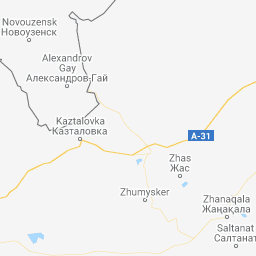 Novouzensk
Новоузенск
Alexandrov
Gay
Александров Гай
Kaztalovka
Казталовка
A-31
Zhas
Жас
Zhumysker
Zhanaqala
Жаңақала
Saltanat
Салтанат